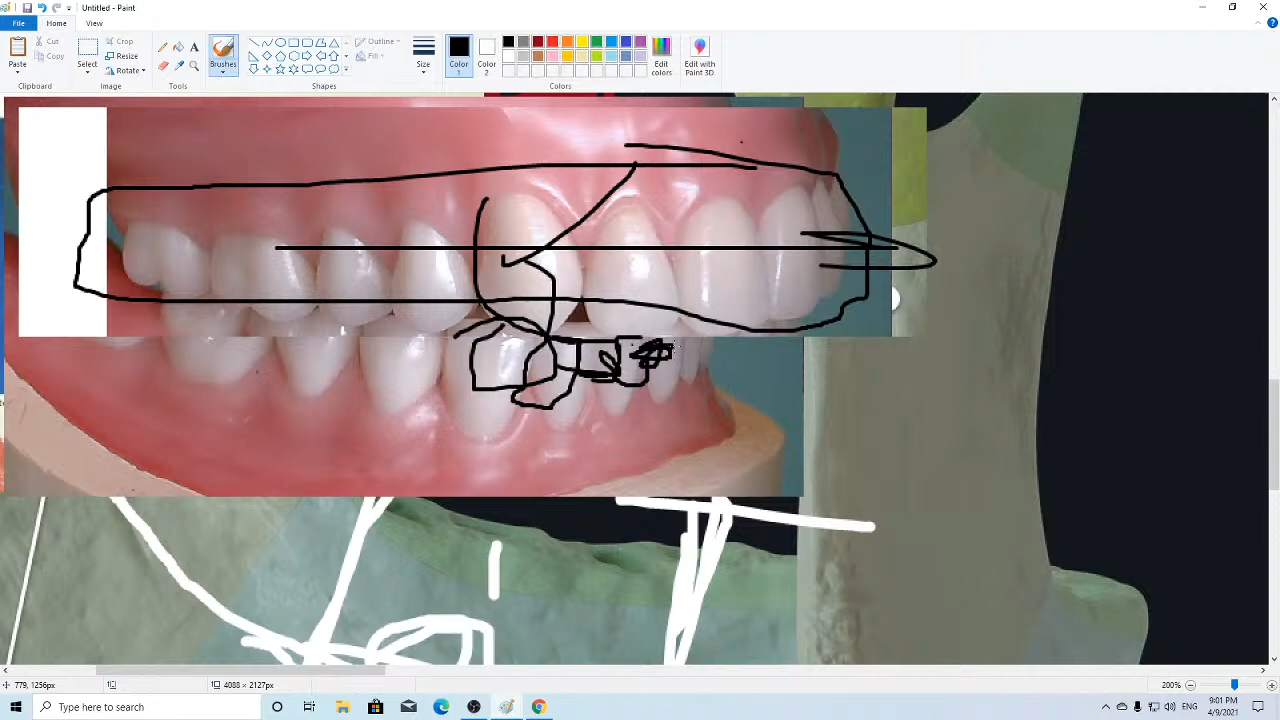 Untitled - Paint
File Home View
Paste
Cut
Copy
Clipboard
Select
Crop
Resize
Rotate
Image
A
Tools
Brushes
Outline
Fill
Shapes
Size
Color 1
Color 2
Edit colors
Colors
Edit with Paint 3D
779, 1256px
4088 × 2127px
200%
Type here to search
ENG
9:01 PM
4/9/2021